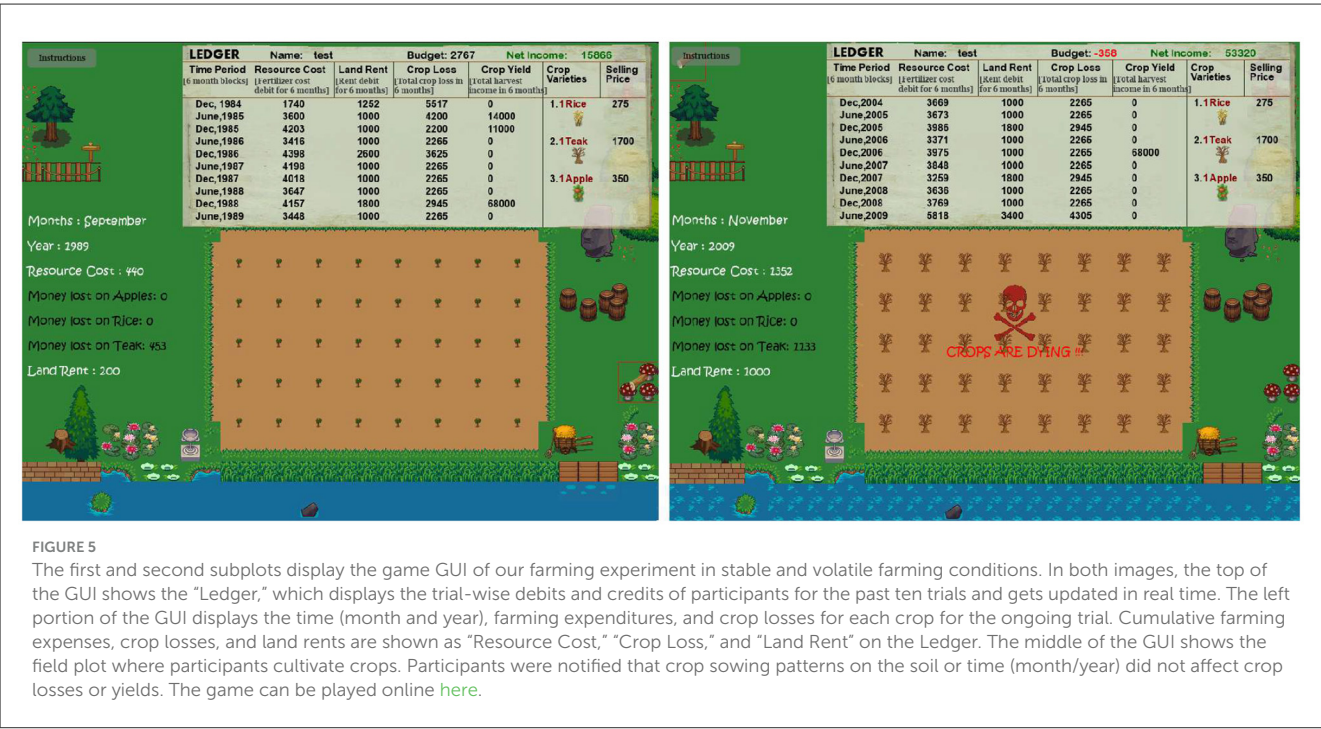 Instructions
LEDGER Name: test Budget: 2767 Net Income: 15866
Time Period Resource Cost Land Rent Crop Loss Crop Yield Crop Varieties Selling Price
[6 month blocks] [Fertilizer cost debit for 6 months] [Rent debit for 6 months] [Total crop loss in 6 months] [Total harvest income in 6 months]
Dec, 1984 1740 1252 5517 0 1.1Rice 275
June,1985 3600 1000 4200 14000
Dec,1985 4203 1000 2200 11000
June,1986 3416 1000 2265 0 2.1Teak 1700
Dec,1986 4398 2600 3625 0
June,1987 4198 1000 2265 0
Dec,1987 4018 1000 2265 0 3.1Apple 350
June,1988 3647 1000 2265 0
Dec,1988 4157 1800 2945 68000
June,1989 3448 1000 2265 0
Months : September
Year : 1989
Resource Cost : 440
Money lost on Apples: 0
Money lost on Rice: 0
Money lost on Teak: 453
Land Rent : 200
Instructions
LEDGER Name: test Budget: -358 Net Income: 53320
Time Period Resource Cost Land Rent Crop Loss Crop Yield Crop Varieties Selling Price
[6 month blocks] [Fertilizer cost debit for 6 months] [Rent debit for 6 months] [Total crop loss in 6 months] [Total harvest income in 6 months]
Dec,2004 3669 1000 2265 0 1.1Rice 275
June,2005 3673 1000 2265 0
Dec,2005 3986 1800 2945 0
June,2006 3371 1000 2265 0 2.1Teak 1700
Dec,2006 3975 1000 2265 68000
June,2007 3848 1000 2265 0
Dec,2007 3259 1800 2945 0 3.1Apple 350
June,2008 3636 1000 2265 0
Dec,2008 3769 1000 2265 0
June,2009 5818 3400 4305 0
Months : November
Year : 2009
Resource Cost : 1352
Money lost on Apples: 0
Money lost on Rice: 0
Money lost on Teak: 1133
Land Rent : 1000
CROPS ARE DYING !!!
FIGURE 5
The first and second subplots display the game GUI of our farming experiment in stable and volatile farming conditions. In both images, the top of
the GUI shows the “Ledger,” which displays the trial-wise debits and credits of participants for the past ten trials and gets updated in real time. The left
portion of the GUI displays the time (month and year), farming expenditures, and crop losses for each crop for the ongoing trial. Cumulative farming
expenses, crop losses, and land rents are shown as “Resource Cost,” “Crop Loss,” and “Land Rent” on the Ledger. The middle of the GUI shows the
field plot where participants cultivate crops. Participants were notified that crop sowing patterns on the soil or time (month/year) did not affect crop
losses or yields. The game can be played online here.